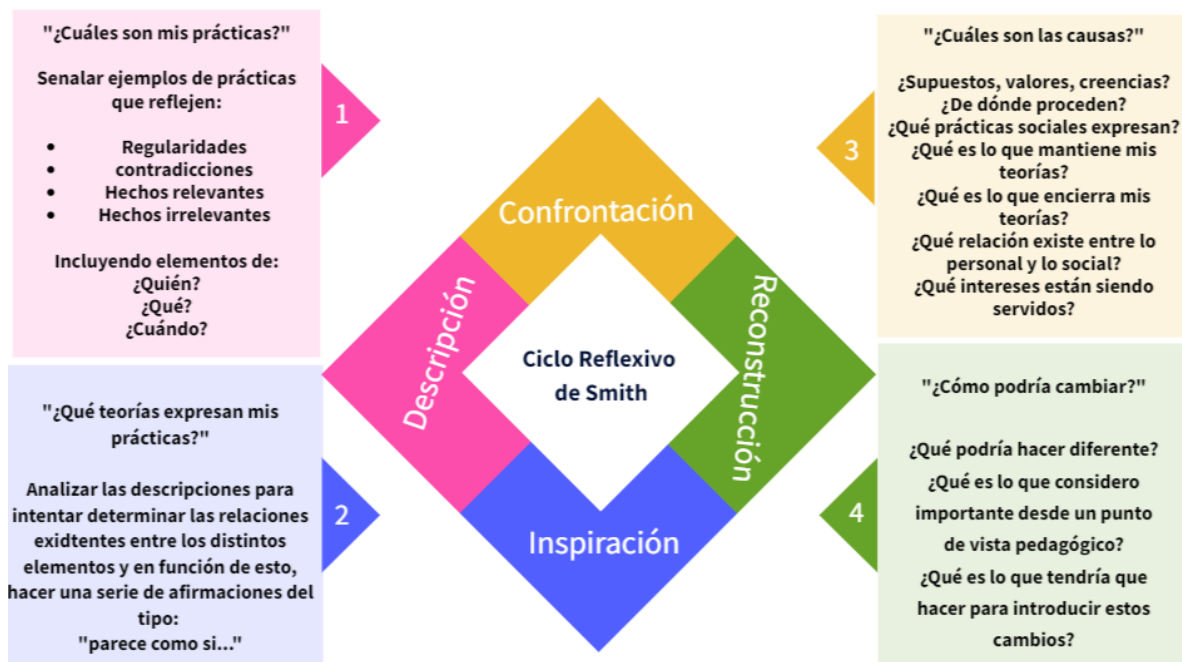 "¿Cuáles son mis prácticas?"
Senalar ejemplos de prácticas
que reflejen:
• Regularidades
• contradicciones
• Hechos relevantes
• Hechos irrelevantes
Incluyendo elementos de:
¿Quién?
¿Qué?
¿Cuándo?
1
"¿Qué teorías expresan mis
prácticas?"
Analizar las descripciones para
intentar determinar las relaciones
exidtentes entre los distintos
elementos y en función de esto,
hacer una serie de afirmaciones del
tipo:
"parece como si..."
2
Confrontación
Descripción
Ciclo Reflexivo
de Smith
Reconstrucción
Inspiración
"¿Cuáles son las causas?"
¿Supuestos, valores, creencias?
¿De dónde proceden?
¿Qué prácticas sociales expresan?
¿Qué es lo que mantiene mis
teorías?
¿Qué es lo que encierra mis
teorías?
¿Qué relación existe entre lo
personal y lo social?
¿Qué intereses están siendo
servidos?
3
"¿Cómo podría cambiar?"
¿Qué podría hacer diferente?
¿Qué es lo que considero
importante desde un punto
de vista pedagógico?
¿Qué es lo que tendría que
hacer para introducir estos
cambios?
4